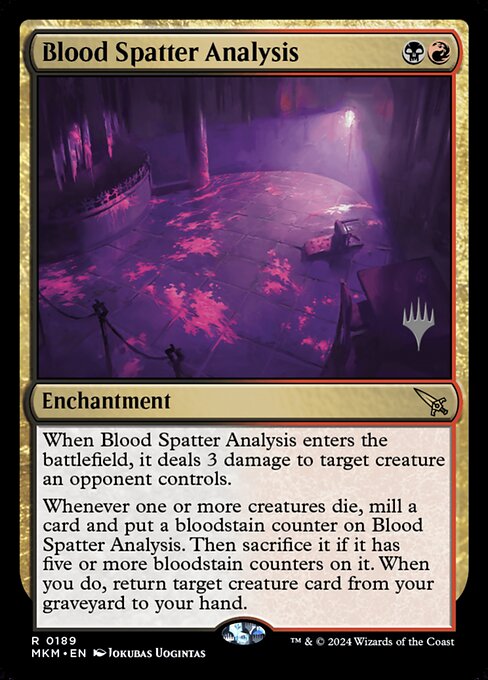 Blood Spatter Analysis
Enchantment
When Blood Spatter Analysis enters the
battlefield, it deals 3 damage to target creature
an opponent controls.
Whenever one or more creatures die, mill a
card and put a bloodstain counter on Blood
Spatter Analysis. Then sacrifice it if it has
five or more bloodstain counters on it. When
you do, return target creature card from your
graveyard to your hand.
R 0189
MKM • EN Jokubas Uogintas
™ & © 2024 Wizards of the Coast